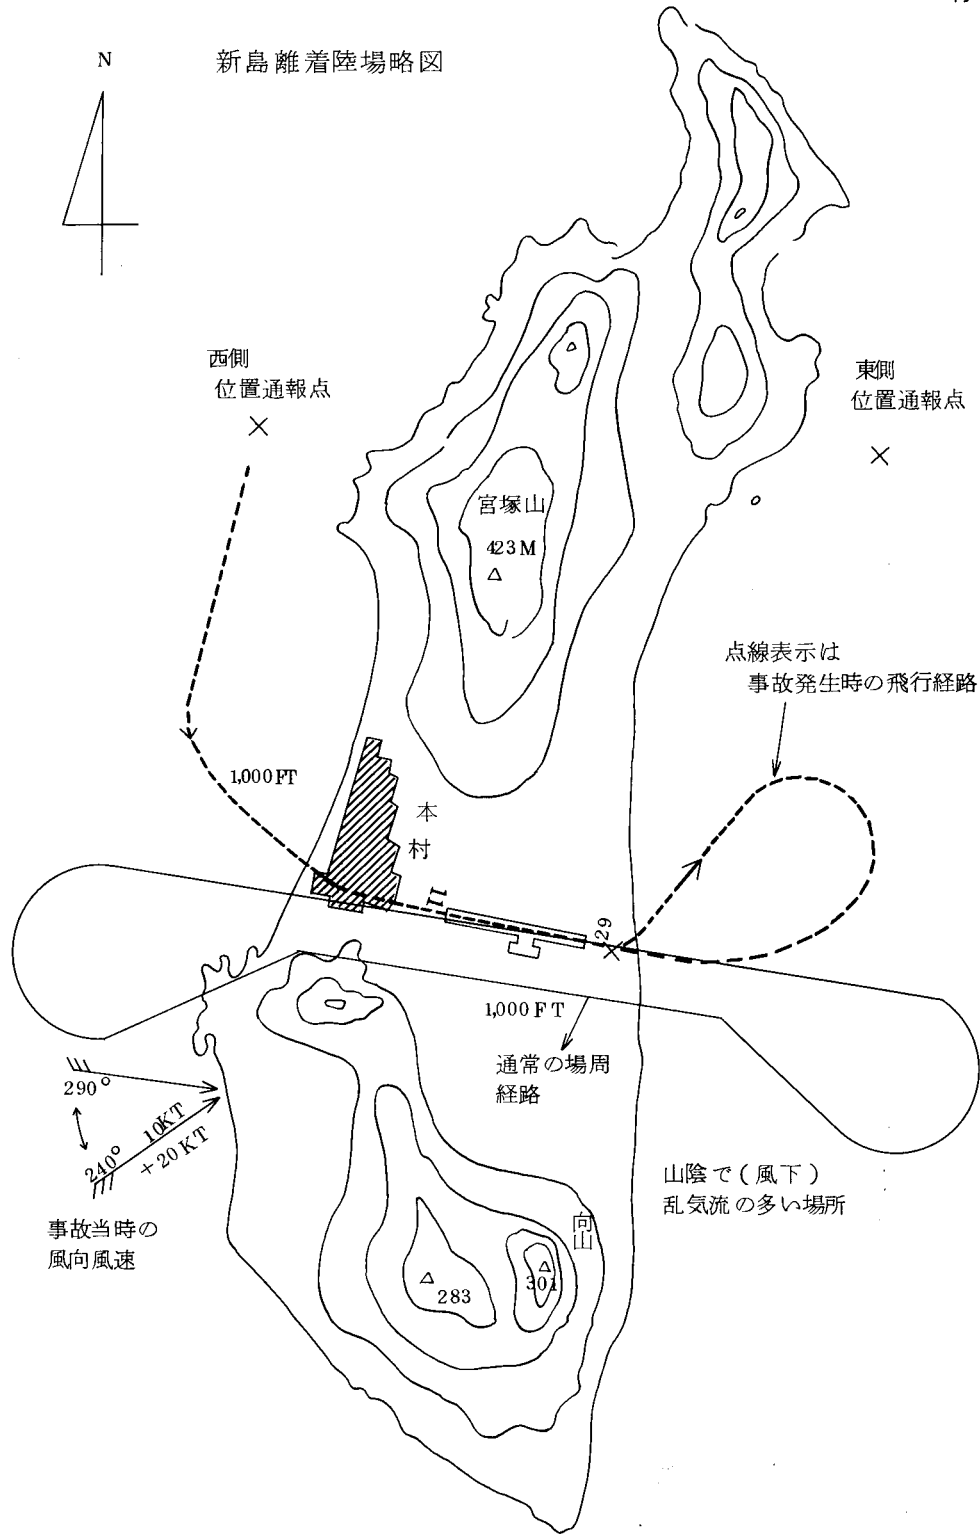 N
新島離着陸場略図
西側
位置通報点
東側
位置通報点
宮塚山
423M
点線表示は
事故発生時の飛行経路
1,000FT
本
村
11
29
1,000FT
通常の場周
経路
290°
240° 10KT
+20KT
事故当時の
風向風速
山陰で(風下)
乱気流の多い場所
向山
283
301